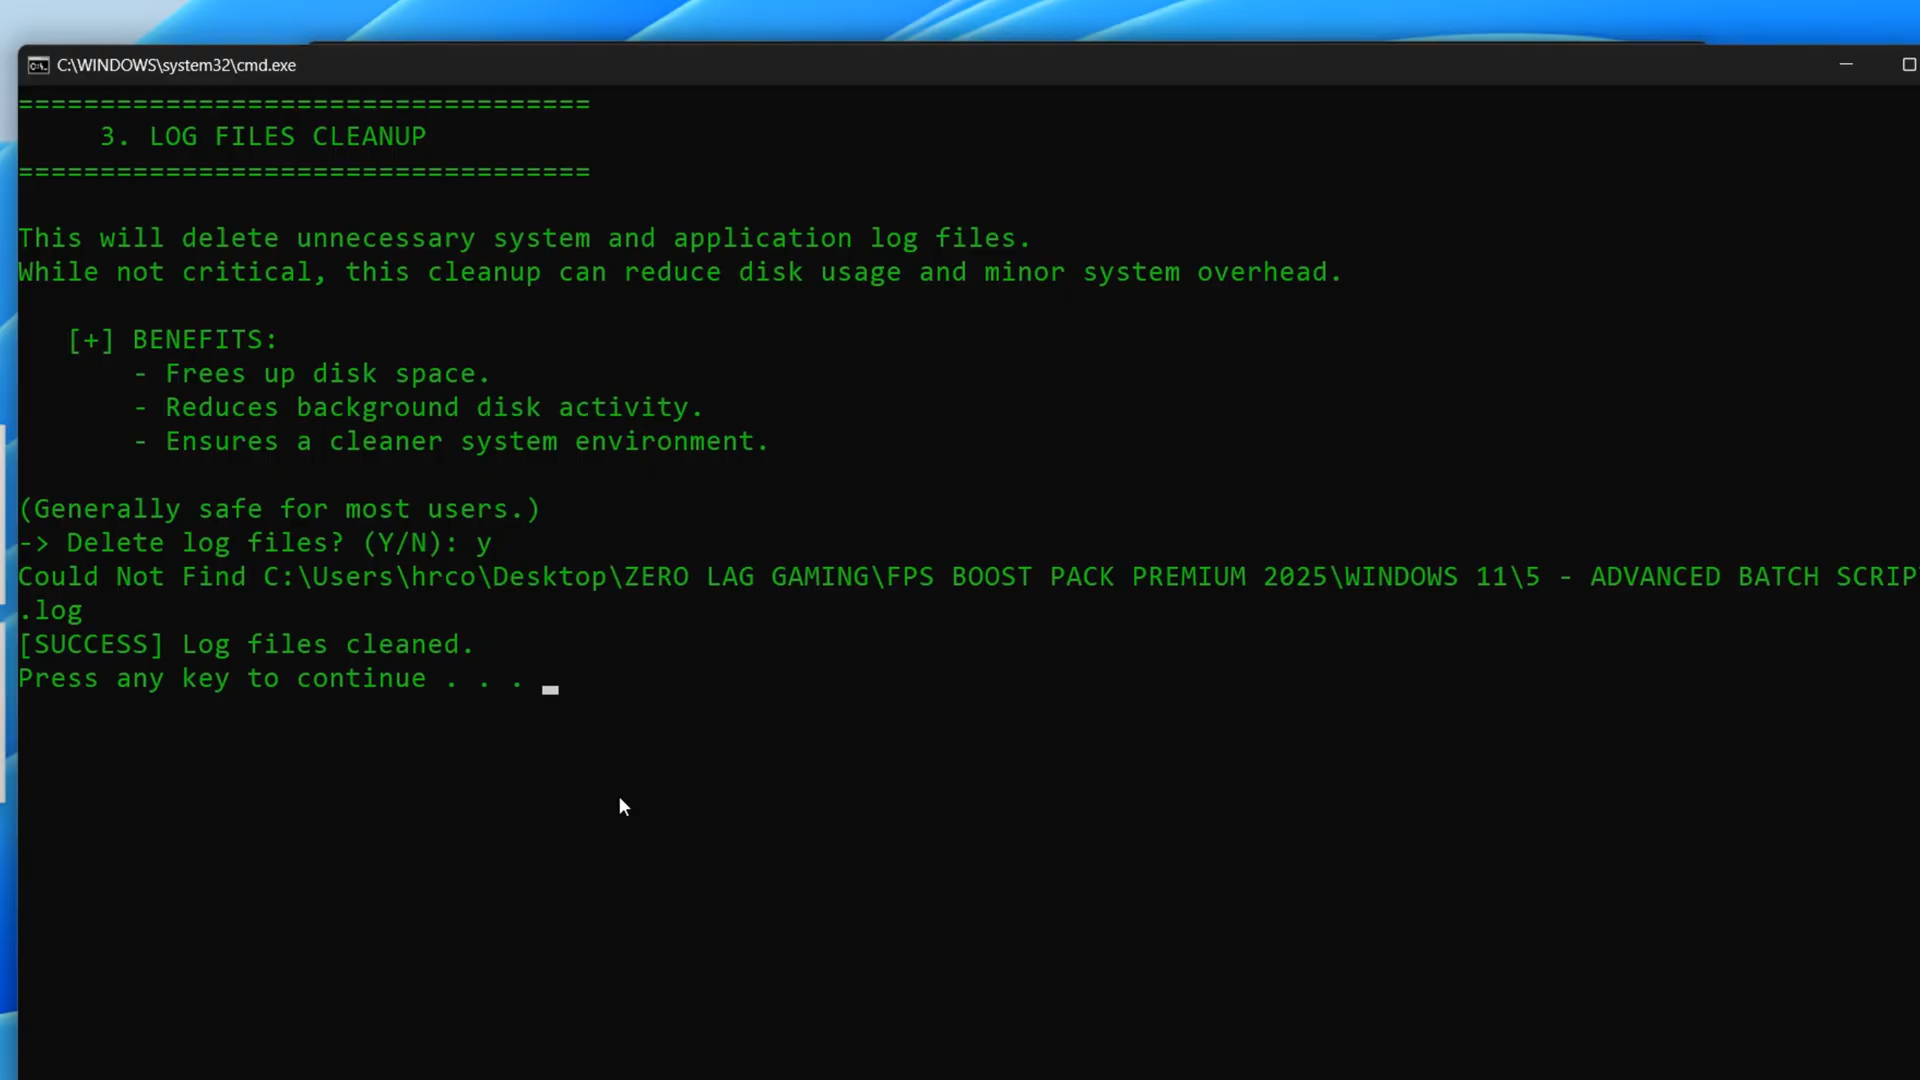 C:\WINDOWS\system32\cmd.exe
===================================
3. LOG FILES CLEANUP
===================================
This will delete unnecessary system and application log files.
While not critical, this cleanup can reduce disk usage and minor system overhead.
[+] BENEFITS:
- Frees up disk space.
- Reduces background disk activity.
- Ensures a cleaner system environment.
(Generally safe for most users.)
-> Delete log files? (Y/N): y
Could Not Find C:\Users\hrco\Desktop\ZERO LAG GAMING\FPS BOOST PACK PREMIUM 2025\WINDOWS 11\5 - ADVANCED BATCH SCRIP
.log
[SUCCESS] Log files cleaned.
Press any key to continue . . .